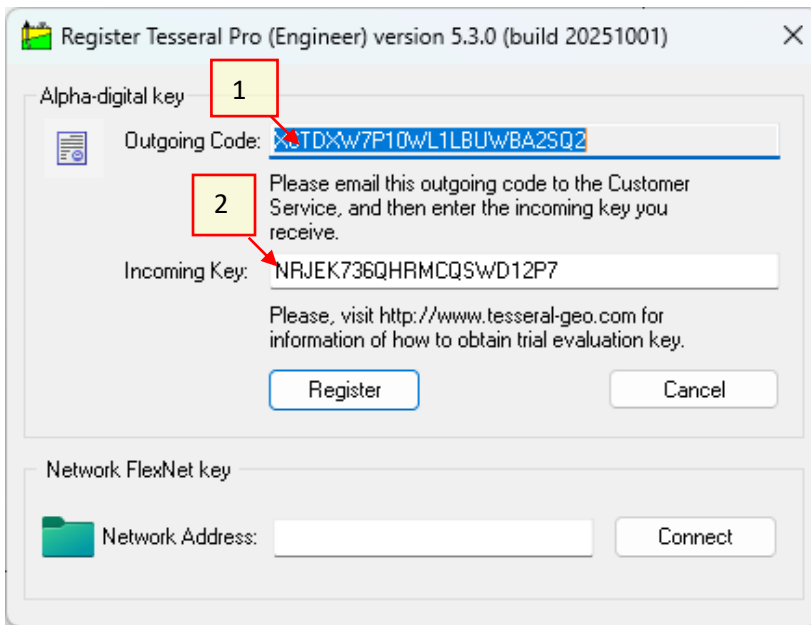 Register Tesseral Pro (Engineer) version 5.3.0 (build 20251001)
Alpha-digital key
1
Outgoing Code:
Please email this outgoing code to the Customer
Service, and then enter the incoming key you
receive.
2
Incoming Key: NRJEK736QHRMCQSWD12P7
Please, visit http://www.tesseral-geo.com for
information of how to obtain trial evaluation key.
Register Cancel
Network FlexNet key
Network Address: Connect